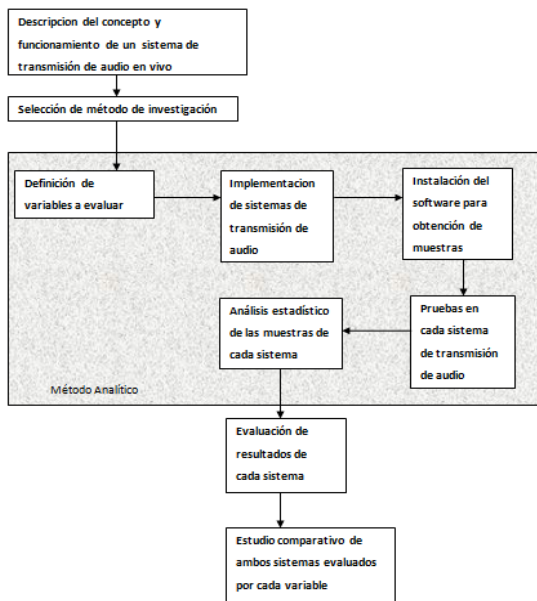 Descripcion del concepto y
funcionamiento de un sistema de
transmisión de audio en vivo
Selección de método de investigación
Definición de
variables a evaluar
Implementacion
de sistemas de
transmisión de
audio
Instalación del
software para
obtención de
muestras
Pruebas en
cada sistema
de transmisión
de audio
Análisis estadístico
de las muestras de
cada sistema
Método Analítico
Evaluación de
resultados de
cada sistema
Estudio comparativo de
ambos sistemas evaluados
por cada variable